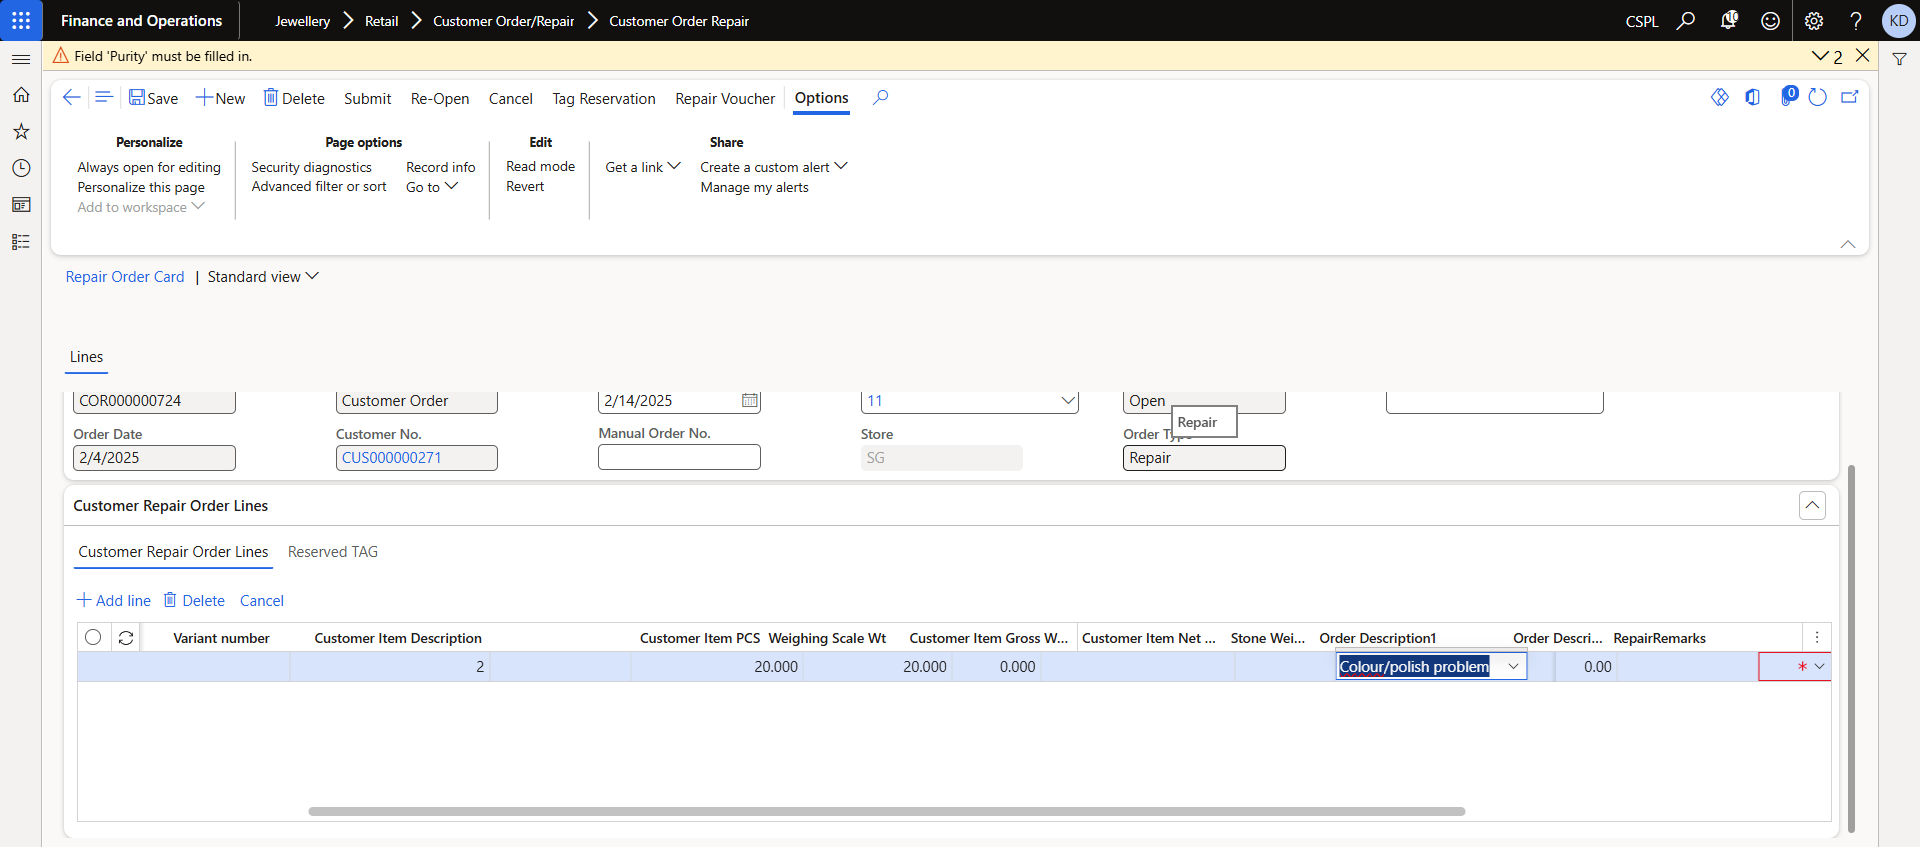 Finance and Operations
Jewellery > Retail > Customer Order/Repair > Customer Order Repair
CSPL
10
KD
Field 'Purity' must be filled in.
2
Save
New
Delete
Submit
Re-Open
Cancel
Tag Reservation
Repair Voucher
Options
0
Personalize
Always open for editing
Personalize this page
Add to workspace
Page options
Security diagnostics
Advanced filter or sort
Record info
Go to
Edit
Read mode
Revert
Share
Get a link
Create a custom alert
Manage my alerts
Repair Order Card | Standard view
Lines
COR000000724
Customer Order
2/14/2025
11
Open
Repair
Order Date
Customer No.
Manual Order No.
Store
Order Type
2/4/2025
CUS000000271
SG
Repair
Customer Repair Order Lines
Customer Repair Order Lines
Reserved TAG
Add line
Delete
Cancel
Variant number
Customer Item Description
Customer Item PCS
Weighing Scale Wt
Customer Item Gross W...
Customer Item Net ...
Stone Wei...
Order Description1
Order Descri...
RepairRemarks
2
20.000
20.000
0.000
Colour/polish problem
0.00
*